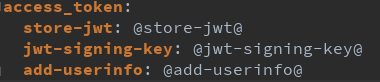 access_token:
store-jwt: @store-jwt@
jwt-signing-key: @jwt-signing-key@
add-userinfo: @add-userinfo@